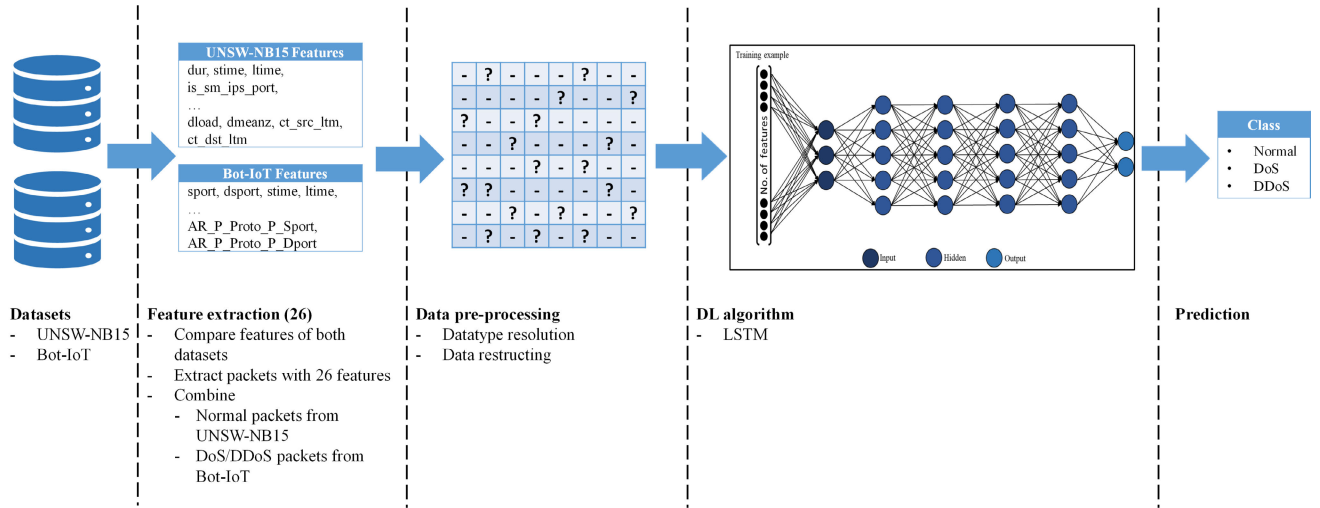 UNSW-NB15 Features
dur, stime, ltime,
is_sm_ips_port,
…
dload, dmeanz, ct_src_ltm,
ct_dst_ltm
Bot-IoT Features
sport, dsport, stime, ltime,
…
AR_P_Proto_P_Sport,
AR_P_Proto_P_Dport
- ? - - - ? - -
- - - - ? - - ?
? - - ? - - - -
- - ? - - - ? -
- - - ? - ? - -
? ? - - - - ? -
- - ? - ? - - ?
- ? - ? - ? - -
Training example
No. of features
Input
Hidden
Output
Class
• Normal
• DoS
• DDoS
Datasets
- UNSW-NB15
- Bot-IoT
Feature extraction (26)
- Compare features of both
datasets
- Extract packets with 26 features
- Combine
- Normal packets from
UNSW-NB15
- DoS/DDoS packets from
Bot-IoT
Data pre-processing
- Datatype resolution
- Data restructing
DL algorithm
- LSTM
Prediction